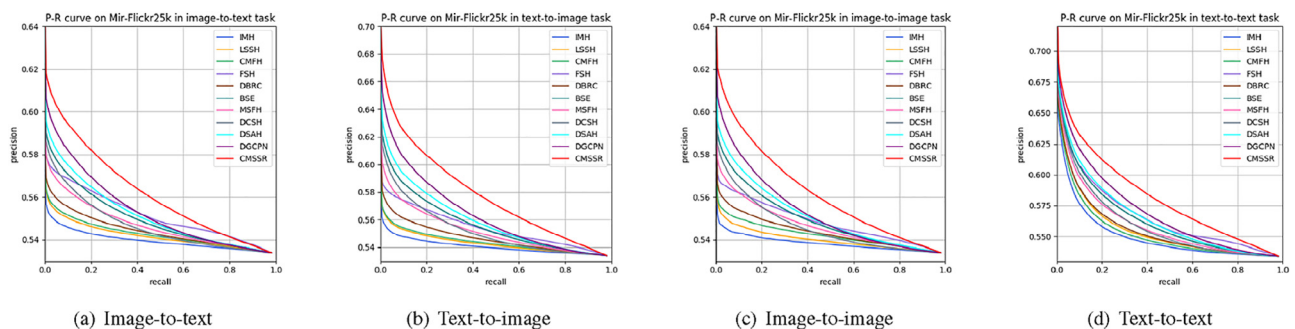 P-R curve on Mir-Flickr25k in image-to-text task
0.64
0.62
0.60
0.58
0.56
0.54
precision
0.0 0.2 0.4 0.6 0.8 1.0
recall
IMH
LSSH
CMFH
FSH
DBRC
BSE
MSFH
DCSH
DSAH
DGCPN
CMSSR
(a) Image-to-text
P-R curve on Mir-Flickr25k in text-to-image task
0.70
0.68
0.66
0.64
0.62
0.60
0.58
0.56
0.54
precision
0.0 0.2 0.4 0.6 0.8 1.0
recall
IMH
LSSH
CMFH
FSH
DBRC
BSE
MSFH
DCSH
DSAH
DGCPN
CMSSR
(b) Text-to-image
P-R curve on Mir-Flickr25k in image-to-image task
0.64
0.62
0.60
0.58
0.56
0.54
precision
0.0 0.2 0.4 0.6 0.8 1.0
recall
IMH
LSSH
CMFH
FSH
DBRC
BSE
MSFH
DCSH
DSAH
DGCPN
CMSSR
(c) Image-to-image
P-R curve on Mir-Flickr25k in text-to-text task
0.700
0.675
0.650
0.625
0.600
0.575
0.550
precision
0.0 0.2 0.4 0.6 0.8 1.0
recall
IMH
LSSH
CMFH
FSH
DBRC
BSE
MSFH
DCSH
DSAH
DGCPN
CMSSR
(d) Text-to-text